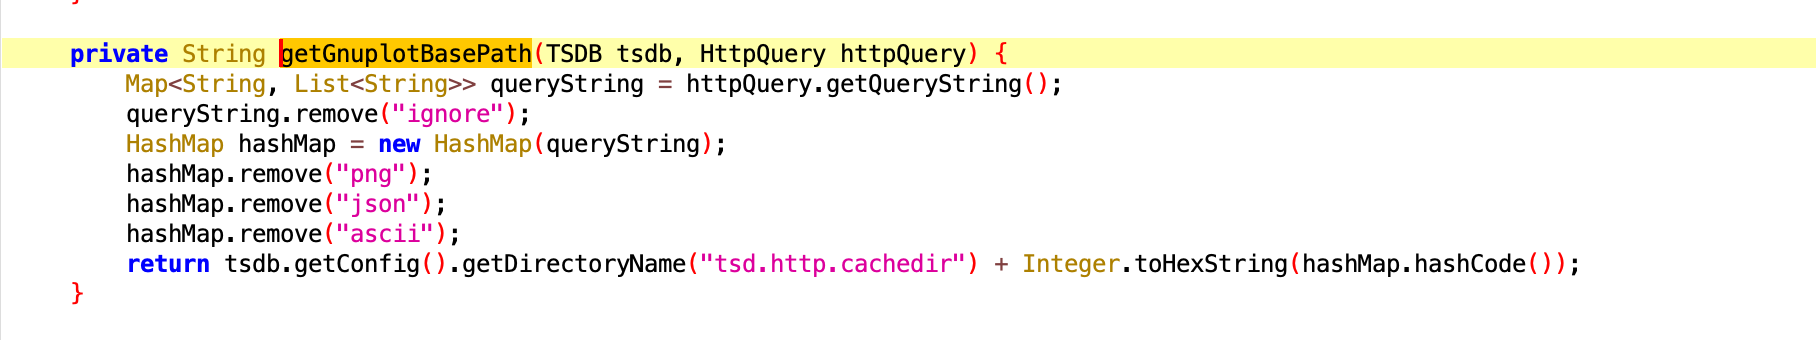 }
private String getGnuplotBasePath(TSDB tsdb, HttpQuery httpQuery) {
Map<String, List<String>> queryString = httpQuery.getQueryString();
queryString.remove("ignore");
HashMap hashMap = new HashMap(queryString);
hashMap.remove("png");
hashMap.remove("json");
hashMap.remove("ascii");
return tsdb.getConfig().getDirectoryName("tsd.http.cachedir") + Integer.toHexString(hashMap.hashCode());
}